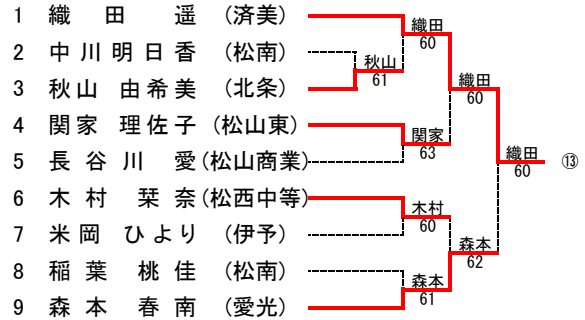 1 織田 遥 (済美)
2 中川明日香 (松南)
3 秋山 由希美 (北条)
4 関家 理佐子 (松山東)
5 長谷川 愛 (松山商業)
6 木村 栞奈 (松西中等)
7 米岡 ひより (伊予)
8 稲葉 桃佳 (松南)
9 森本 春南 (愛光)
秋山
61
織田
60
関家
63
木村
60
森本
61
織田
60
森本
62
織田
60
⑬